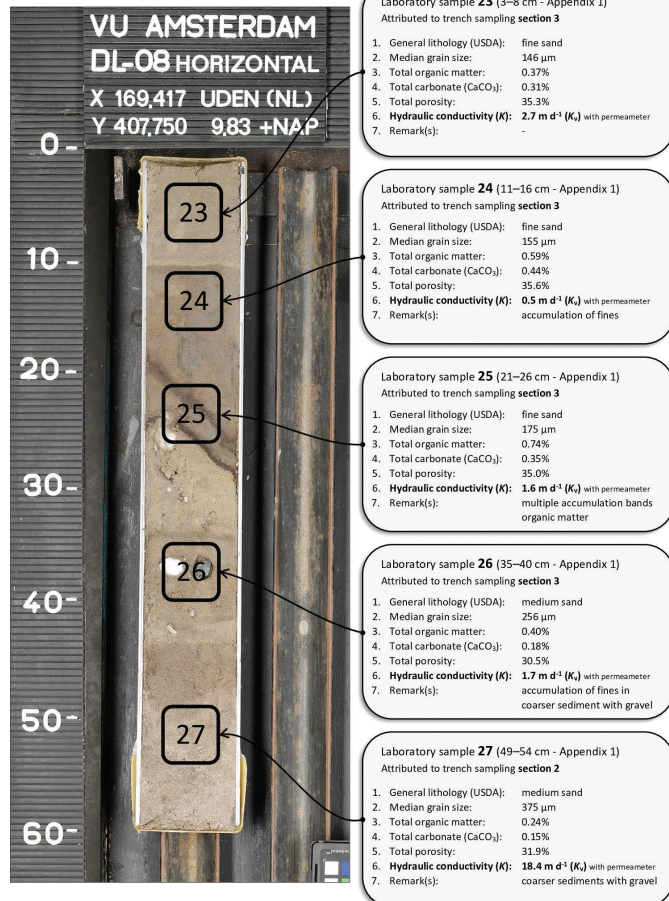 VU AMSTERDAM
DL-08 HORIZONTAL
X 169,417 UDEN (NL)
Y 407,750 9,83 +NAP
0-
10-
20-
30-
40-
50-
60-
23
24
25
26
27
Laboratory sample 23 (3–8 cm - Appendix 1)
Attributed to trench sampling section 3
1. General lithology (USDA): fine sand
2. Median grain size: 146 µm
3. Total organic matter: 0.37%
4. Total carbonate (CaCO₃): 0.31%
5. Total porosity: 35.3%
6. Hydraulic conductivity (K): 2.7 m d⁻¹ (Kᵥ) with permeameter
7. Remark(s): -
Laboratory sample 24 (11–16 cm - Appendix 1)
Attributed to trench sampling section 3
1. General lithology (USDA): fine sand
2. Median grain size: 155 µm
3. Total organic matter: 0.59%
4. Total carbonate (CaCO₃): 0.44%
5. Total porosity: 35.6%
6. Hydraulic conductivity (K): 0.5 m d⁻¹ (Kᵥ) with permeameter
7. Remark(s): accumulation of fines
Laboratory sample 25 (21–26 cm - Appendix 1)
Attributed to trench sampling section 3
1. General lithology (USDA): fine sand
2. Median grain size: 175 µm
3. Total organic matter: 0.74%
4. Total carbonate (CaCO₃): 0.35%
5. Total porosity: 35.0%
6. Hydraulic conductivity (K): 1.6 m d⁻¹ (Kᵥ) with permeameter
7. Remark(s): multiple accumulation bands
organic matter
Laboratory sample 26 (35–40 cm - Appendix 1)
Attributed to trench sampling section 3
1. General lithology (USDA): medium sand
2. Median grain size: 256 µm
3. Total organic matter: 0.40%
4. Total carbonate (CaCO₃): 0.18%
5. Total porosity: 30.5%
6. Hydraulic conductivity (K): 1.7 m d⁻¹ (Kᵥ) with permeameter
7. Remark(s): accumulation of fines in
coarser sediment with gravel
Laboratory sample 27 (49–54 cm - Appendix 1)
Attributed to trench sampling section 2
1. General lithology (USDA): medium sand
2. Median grain size: 375 µm
3. Total organic matter: 0.24%
4. Total carbonate (CaCO₃): 0.15%
5. Total porosity: 31.9%
6. Hydraulic conductivity (K): 18.4 m d⁻¹ (Kᵥ) with permeameter
7. Remark(s): coarser sediments with gravel